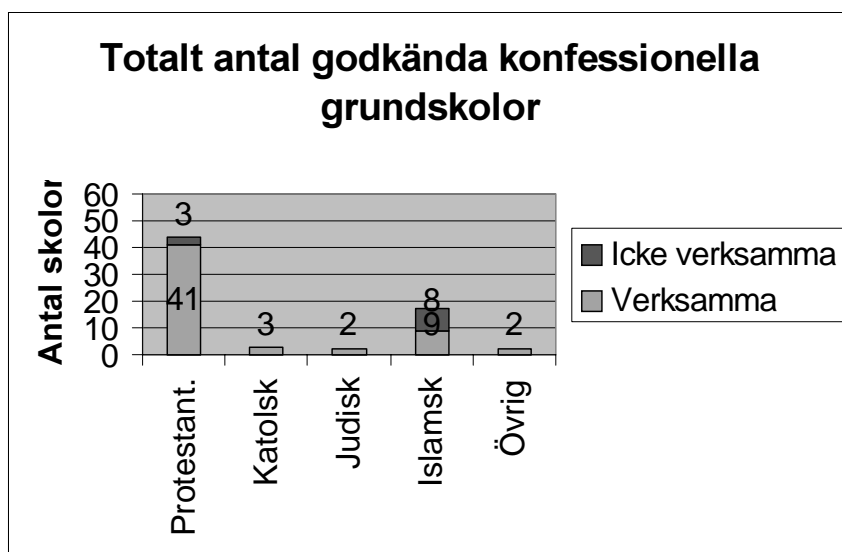 Totalt antal godkända konfessionella
grundskolor
Antal skolor
60
50
40
30
20
10
0
3
41
3
2
8
9
2
Protestant.
Katolsk
Judisk
Islamsk
Övrig
Icke verksamma
Verksamma